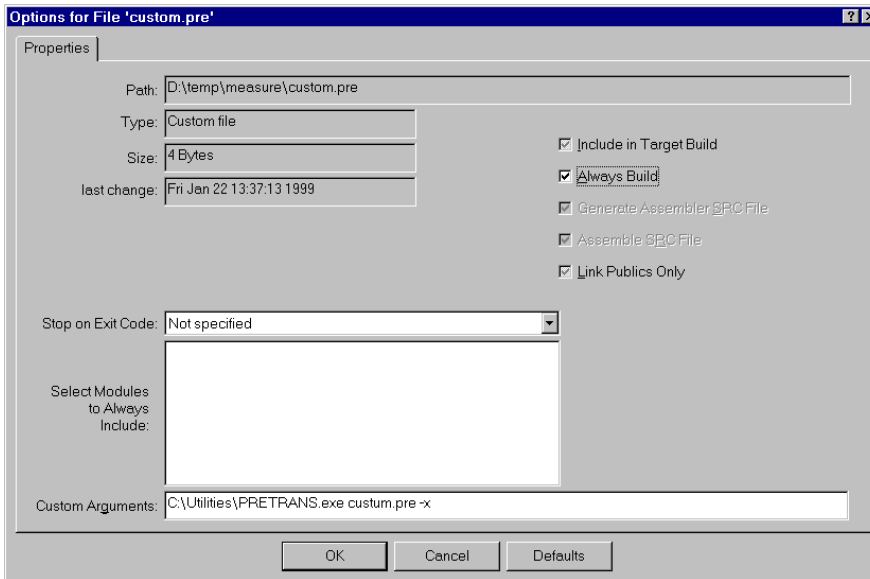 Options for File 'custom.pre'
Properties
Path: D:\temp\measure\custom.pre
Type: Custom file
Size: 4 Bytes
last change: Fri Jan 22 13:37:13 1999
Include in Target Build
Always Build
Generate Assembler SRC File
Assemble SRC File
Link Publics Only
Stop on Exit Code: Not specified
Select Modules
to Always
Include:
Custom Arguments: C:\Utilities\PRETRANS.exe custum.pre -x
OK Cancel Defaults